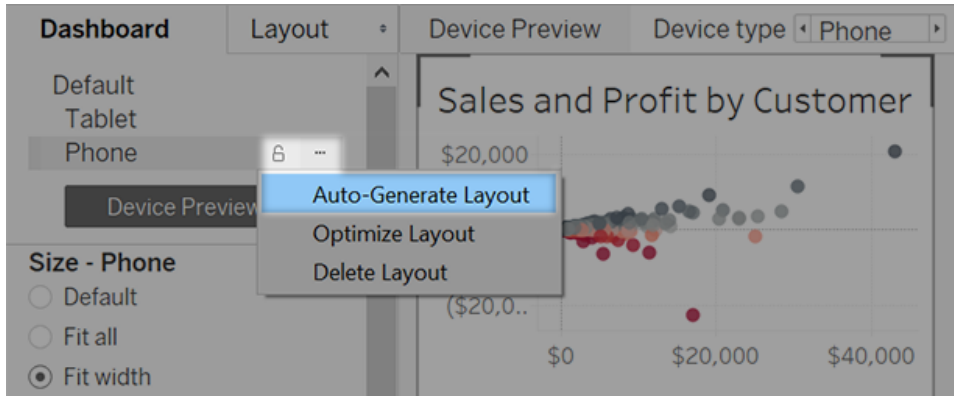 Dashboard
Layout
Device Preview
Device type
Phone
Default
Tablet
Phone
Device Preview
Auto-Generate Layout
Optimize Layout
Delete Layout
Size - Phone
Default
Fit all
Fit width
Sales and Profit by Customer
$20,000
($20,0..
$0
$20,000
$40,000